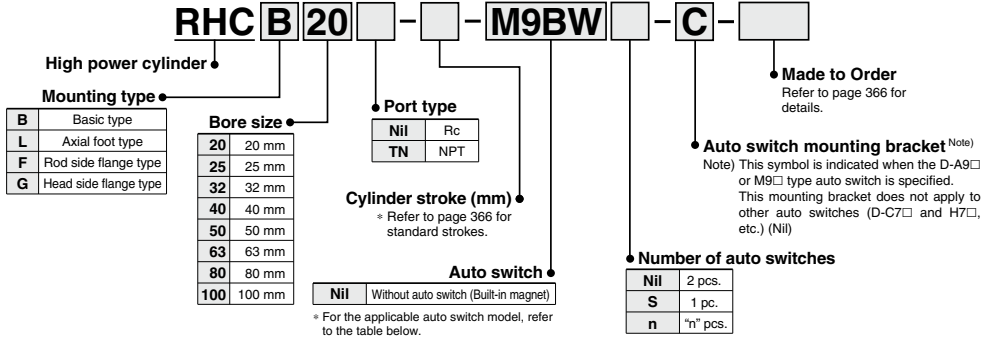 RHC B 20 - - M9BW - C -
High power cylinder
Mounting type
B Basic type
L Axial foot type
F Rod side flange type
G Head side flange type
Bore size
20 20 mm
25 25 mm
32 32 mm
40 40 mm
50 50 mm
63 63 mm
80 80 mm
100 100 mm
Port type
Nil Rc
TN NPT
Cylinder stroke (mm)
* Refer to page 366 for
standard strokes.
Auto switch
Nil Without auto switch (Built-in magnet)
* For the applicable auto switch model, refer
to the table below.
Number of auto switches
Nil 2 pcs.
S 1 pc.
n "n" pcs.
Auto switch mounting bracket Note)
Note) This symbol is indicated when the D-A9□
or M9□ type auto switch is specified.
This mounting bracket does not apply to
other auto switches (D-C7□ and H7□,
etc.) (Nil)
Made to Order
Refer to page 366 for
details.